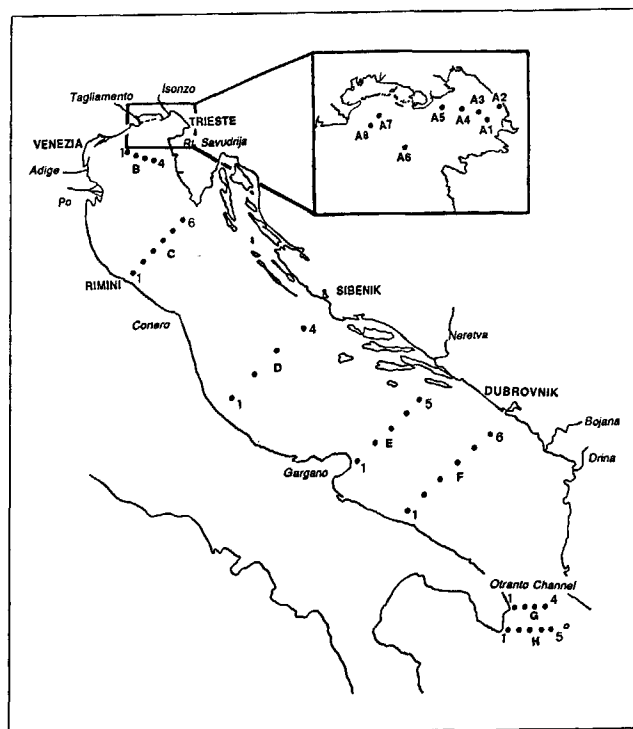 Isonzo
Tagliamento
TRIESTE
VENEZIA
Rt. Savudrija
Adige
Po
1 B 4
A3 A2
A5 A4 A1
A7
A8
A6
6
C
1
RIMINI
Conero
SIBENIK
4
D
1
Neretva
DUBROVNIK
5
E
1
Gargano
Bojana
Drina
6
F
1
Otranto Channel
1 4
G
1 5
H